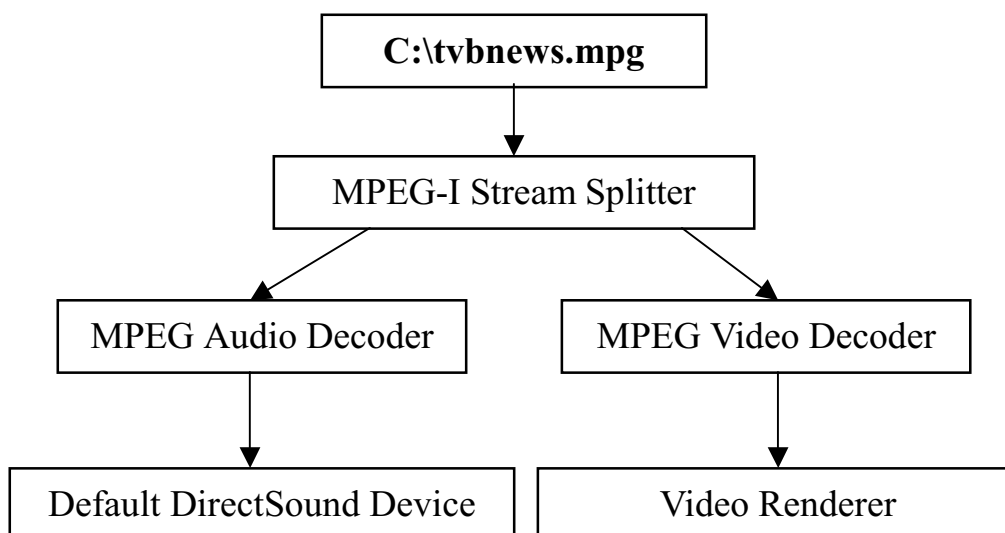 C:\tvbnews.mpg
MPEG-I Stream Splitter
MPEG Audio Decoder
MPEG Video Decoder
Default DirectSound Device
Video Renderer